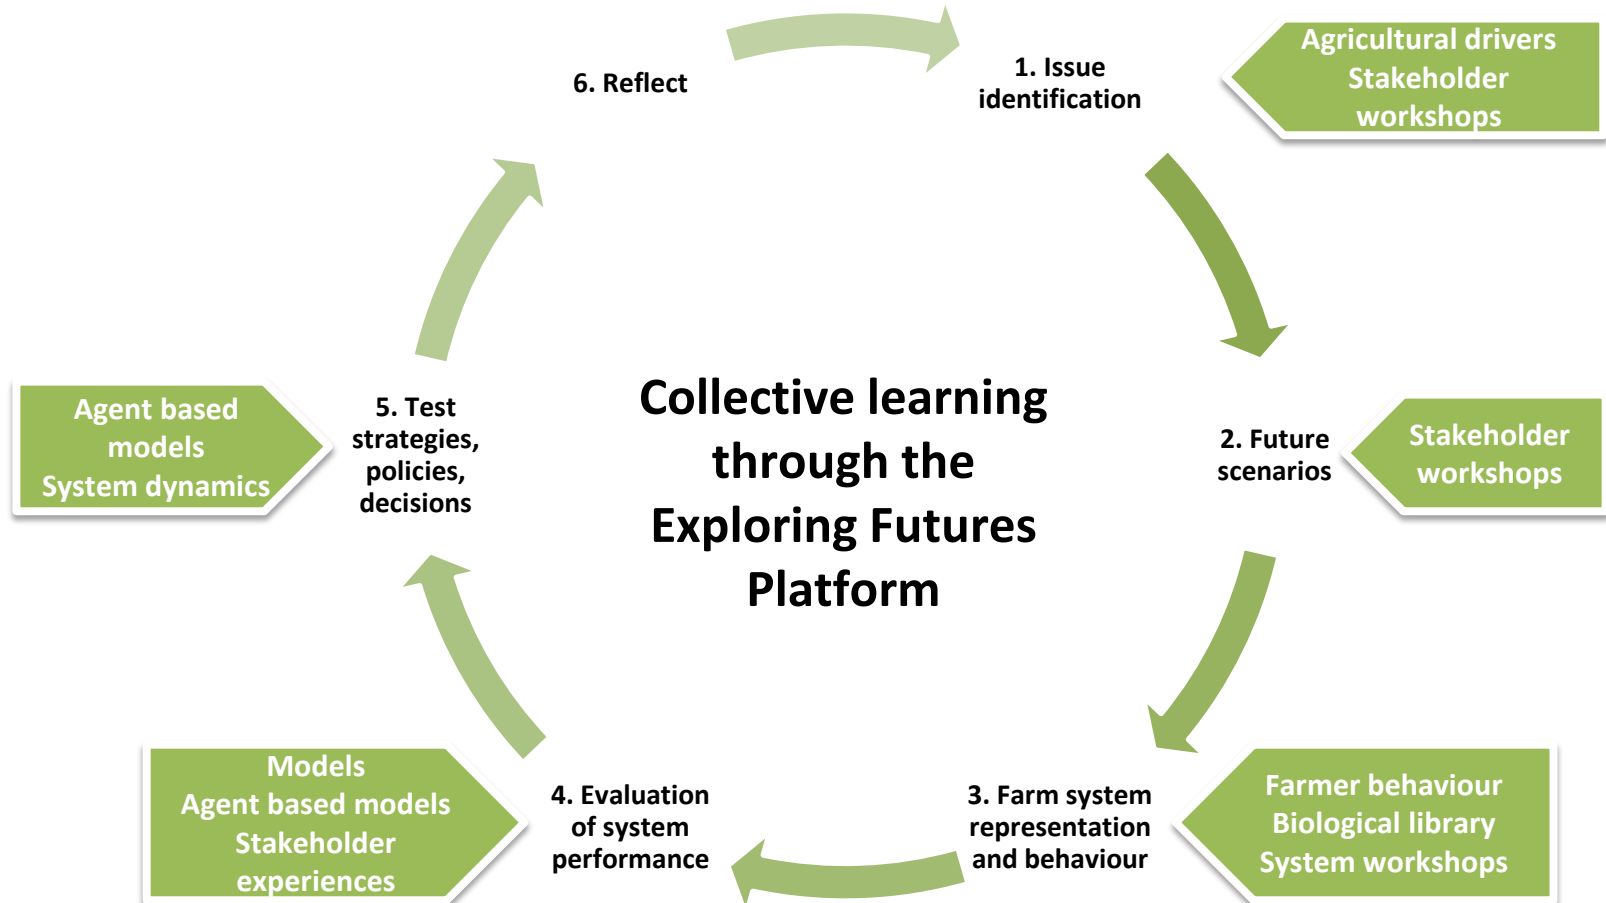 6. Reflect
1. Issue
identification
Agricultural drivers
Stakeholder
workshops
2. Future
scenarios
Stakeholder
workshops
3. Farm system
representation
and behaviour
Farmer behaviour
Biological library
System workshops
4. Evaluation
of system
performance
Models
Agent based models
Stakeholder
experiences
5. Test
strategies,
policies,
decisions
Agent based
models
System dynamics
Collective learning
through the
Exploring Futures
Platform